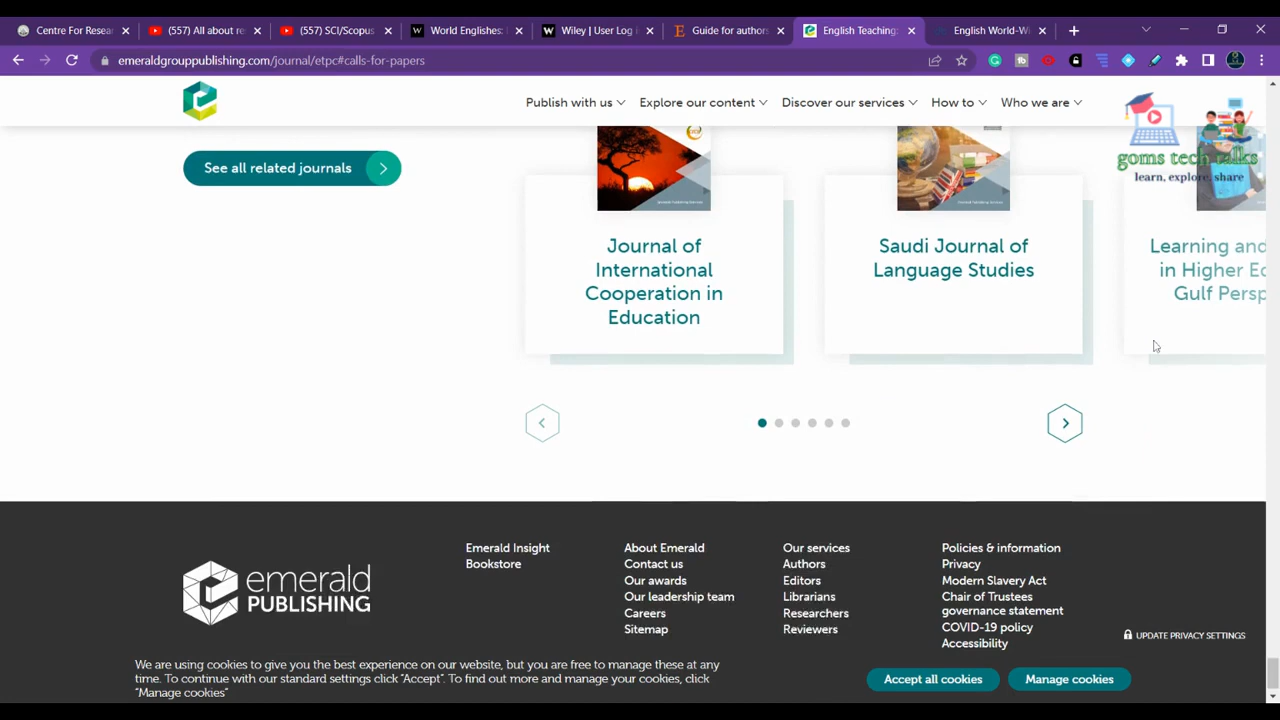 Centre For Resea
(557) All about re
(557) SCI/Scopus
World Englishes:
Wiley | User Log i
Guide for authors
English Teaching:
English World-Wi
emeraldgrouppublishing.com/journal/etpc#calls-for-papers
Publish with us
Explore our content
Discover our services
How to
Who we are
goms tech talks
learn, explore, share
See all related journals
Journal of
International
Cooperation in
Education
Saudi Journal of
Language Studies
Learning and
in Higher Ed
Gulf Persp
emerald
PUBLISHING
Emerald Insight
Bookstore
About Emerald
Contact us
Our awards
Our leadership team
Careers
Sitemap
Our services
Authors
Editors
Librarians
Researchers
Reviewers
Policies & information
Privacy
Modern Slavery Act
Chair of Trustees
governance statement
COVID-19 policy
Accessibility
UPDATE PRIVACY SETTINGS
We are using cookies to give you the best experience on our website, but you are free to manage these at any
time. To continue with our standard settings click "Accept". To find out more and manage your cookies, click
"Manage cookies"
Accept all cookies
Manage cookies